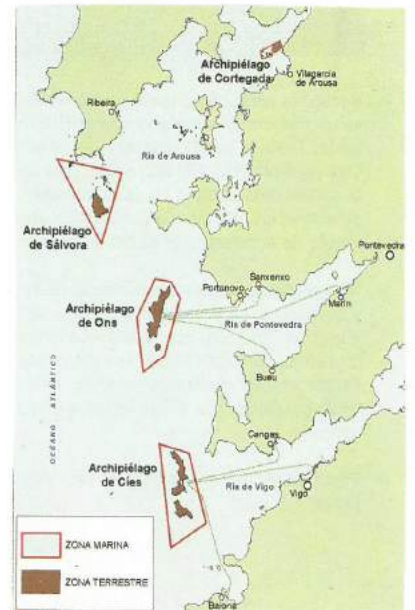 Archipiélago
de Cortegada
Vilagarcía
de Arousa
Ribeira
Ría de Arousa
Archipiélago
de Sálvora
Pontevedra
Sanxenxo
Portonovo
Marín
Archipiélago
de Ons
Ría de Pontevedra
Bueu
OCÉANO ATLÁNTICO
Cangas
Archipiélago
de Cíes
Ría de Vigo
Vigo
ZONA MARINA
ZONA TERRESTRE
Baiona